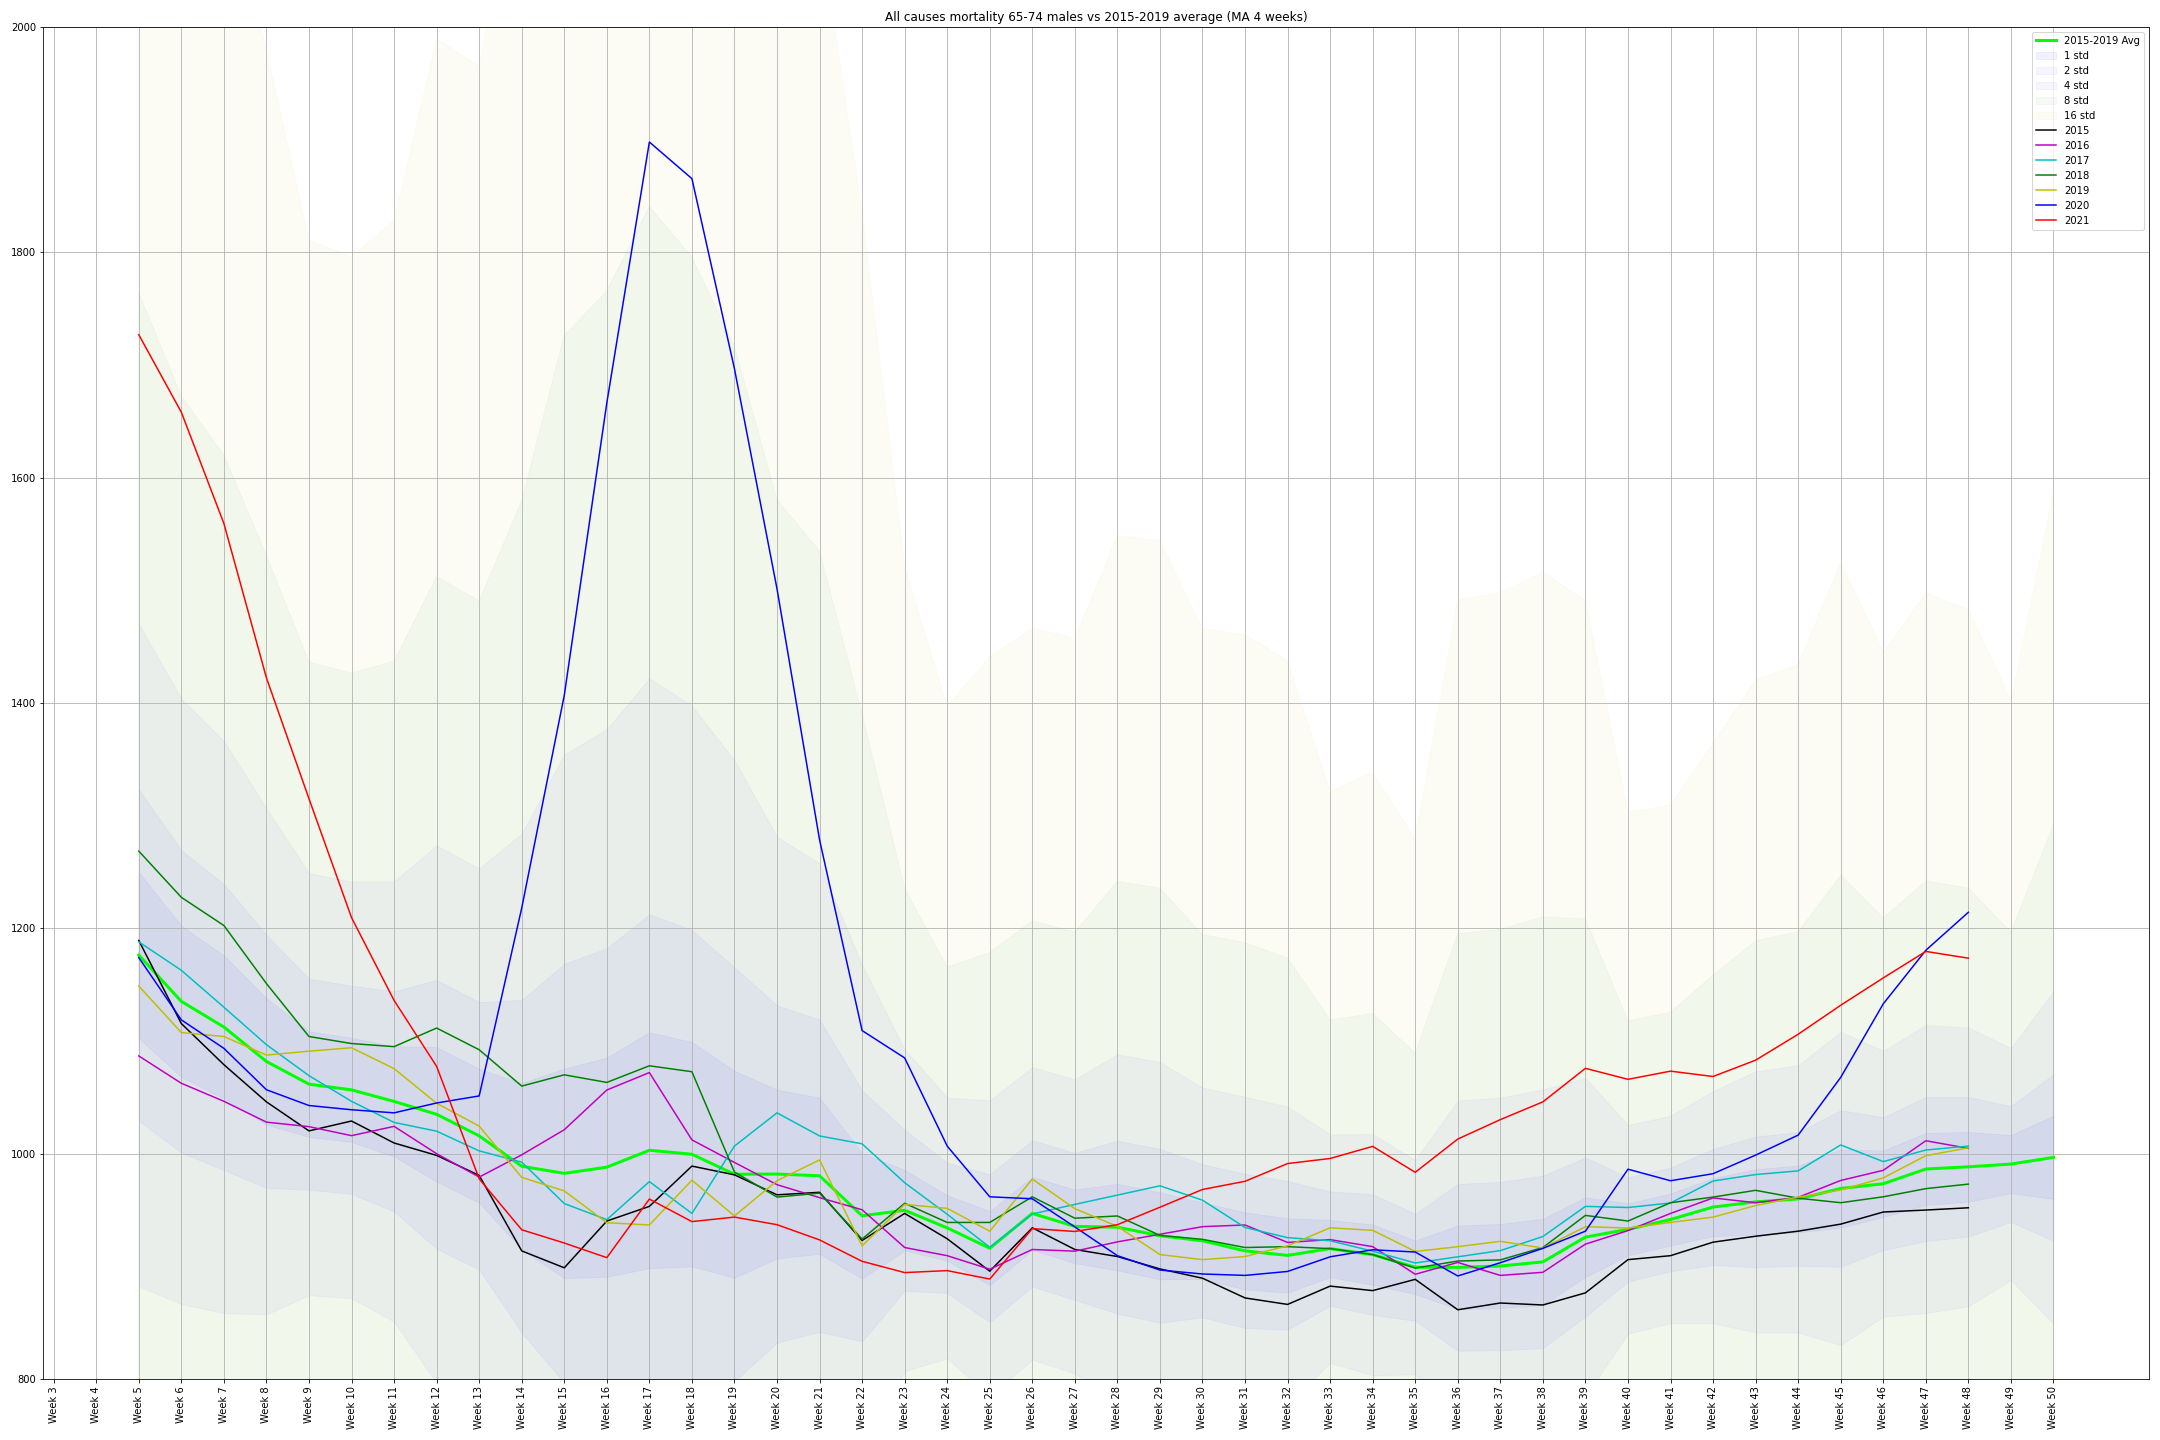 All causes mortality 65-74 males vs 2015-2019 average (MA 4 weeks)
2000
1800
1600
1400
1200
1000
800
2015-2019 Avg
1 std
2 std
4 std
8 std
16 std
2015
2016
2017
2018
2019
2020
2021
Week 3
Week 4
Week 5
Week 6
Week 7
Week 8
Week 9
Week 10
Week 11
Week 12
Week 13
Week 14
Week 15
Week 16
Week 17
Week 18
Week 19
Week 20
Week 21
Week 22
Week 23
Week 24
Week 25
Week 26
Week 27
Week 28
Week 29
Week 30
Week 31
Week 32
Week 33
Week 34
Week 35
Week 36
Week 37
Week 38
Week 39
Week 40
Week 41
Week 42
Week 43
Week 44
Week 45
Week 46
Week 47
Week 48
Week 49
Week 50